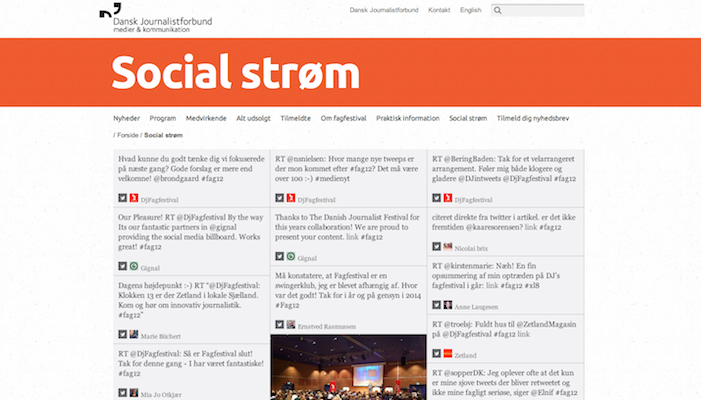 Dansk Journalistforbund
medier & kommunikation
Dansk Journalistforbund Kontakt English
Social strøm
Nyheder Program Medvirkende Alt udsolgt Tilmeldte Om fagfestival Praktisk information Social strøm Tilmeld dig nyhedsbrev
/ Forside / Social strøm
Hvad kunne du godt tænke dig vi fokuserede
på næste gang? Gode forslag er mere end
velkomne! @brondgaard #fag12
DjFagfestival
Our Pleasure! RT @DjFagfestival By the way
Its our fantastic partners in @gignal
providing the social media billboard. Works
great! #fag12
Gignal
Dagens højdepunkt :-) RT "@DjFagfestival:
Klokken 13 er der Zetland i lokale Sjælland.
Kom og hør om innovativ journalistik.
#fag12"
Marie Büchert
RT @DjFagfestival: Så er Fagfestival slut!
Tak for denne gang - I har været fantastiske!
#fag12
Mia Jo Otkjær
RT @nsnielsen: Hvor mange nye tweeps er
der mon kommet efter #fag12? Det må være
over 100 :-) #medienyt
DjFagfestival
Thanks to The Danish Journalist Festival for
this years collaboration! We are proud to
present your content. link #fag12
Gignal
Må konstatere, at Fagfestival er en
swingerklub, jeg er blevet afhængig af. Hvor
var det godt! Tak for i år og på gensyn i 2014
#Fag12
Ernstved Rasmussen
RT @BeringBaden: Tak for et velarrangeret
arrangement. Føler mig både klogere og
gladere @DJintweets @DjFagfestival #fag12
DjFagfestival
citeret direkte fra twitter i artikel. er det ikke
fremtiden @kaaresorensen? link #fag12
Nicolai brix
RT @kirstenmarie: Næh! En fin
opsummering af min optræden på DJ's
fagfestival i går: link #fag12 #xl8
Anne Laugesen
RT @troelsj: Fuldt hus til @ZetlandMagasin
på @DjFagfestival #fag12 link
Zetland
RT @sopperDK: Jeg oplever ofte at det kun
er mine sjove tweets der bliver retweetet og
ikke mine fagligt seriøse, siger @Elnif #fag12